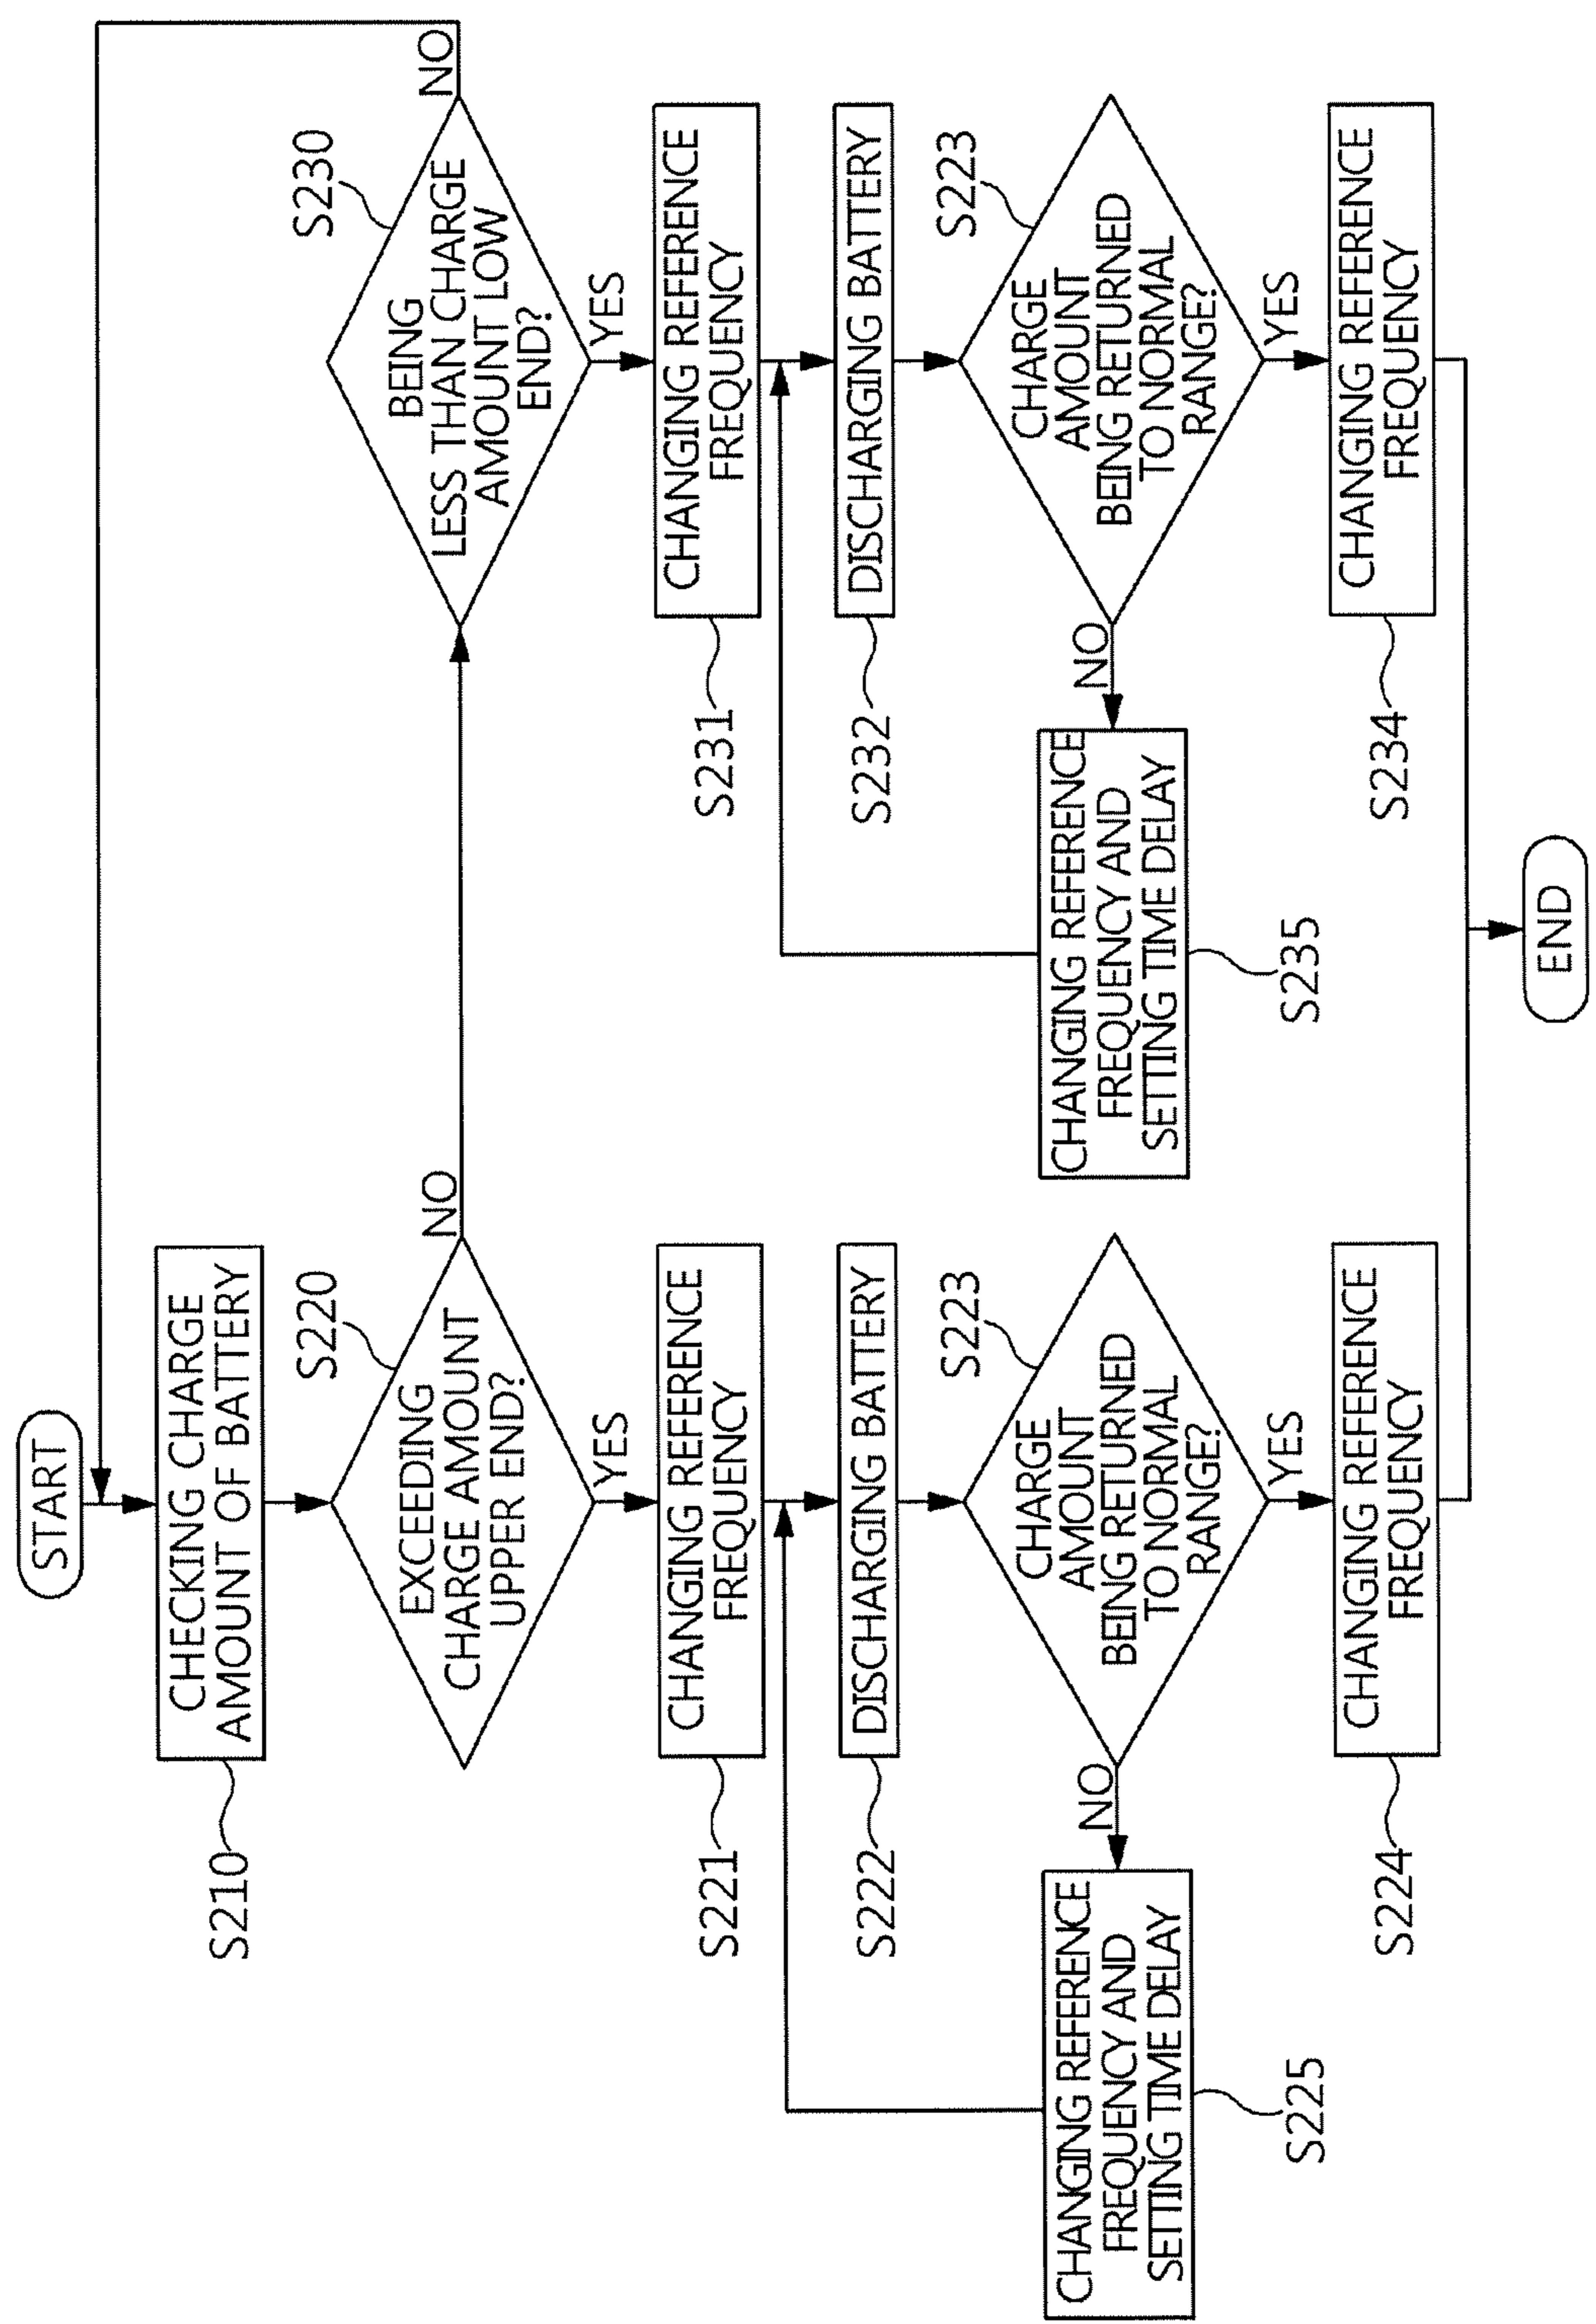 START
CHECKING CHARGE
AMOUNT OF BATTERY
S210
EXCEEDING
CHARGE AMOUNT
UPPER END?
S220
NO
YES
CHANGING REFERENCE
FREQUENCY
S221
DISCHARGING BATTERY
S222
CHARGE
AMOUNT
BEING RETURNED
TO NORMAL
RANGE?
S223
NO
YES
CHANGING REFERENCE
FREQUENCY AND
SETTING TIME DELAY
S225
CHANGING REFERENCE
FREQUENCY
S224
BEING
LESS THAN CHARGE
AMOUNT LOW
END?
S230
NO
YES
CHANGING REFERENCE
FREQUENCY
S231
DISCHARGING BATTERY
S232
CHARGE
AMOUNT
BEING RETURNED
TO NORMAL
RANGE?
S223
NO
YES
CHANGING REFERENCE
FREQUENCY AND
SETTING TIME DELAY
S235
CHANGING REFERENCE
FREQUENCY
S234
END